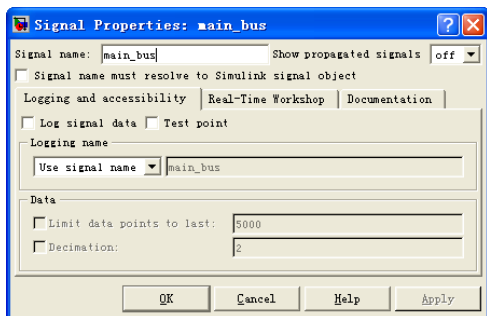 Signal Properties: main_bus
Signal name: main_bus Show propagated signals off
Signal name must resolve to Simulink signal object
Logging and accessibility Real-Time Workshop Documentation
Log signal data Test point
Logging name
Use signal name main_bus
Data
Limit data points to last: 5000
Decimation: 2
OK Cancel Help Apply